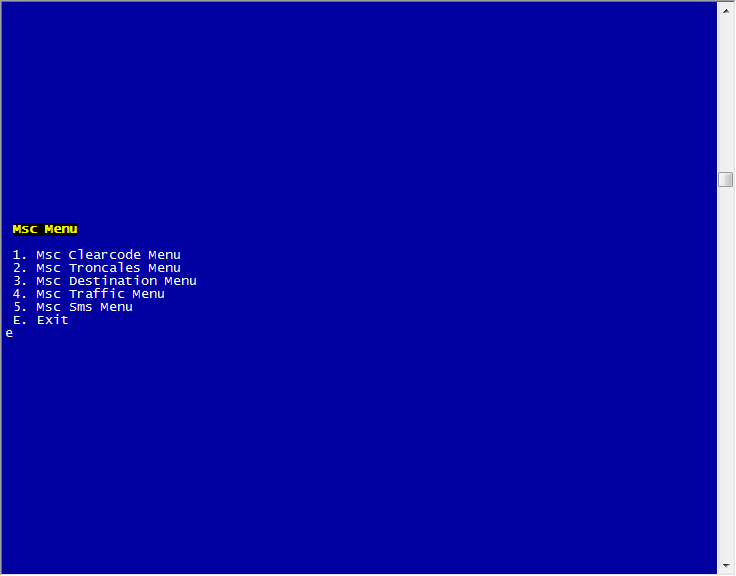 Msc Menu
1. Msc Clearcode Menu
2. Msc Troncales Menu
3. Msc Destination Menu
4. Msc Traffic Menu
5. Msc Sms Menu
E. Exit
e